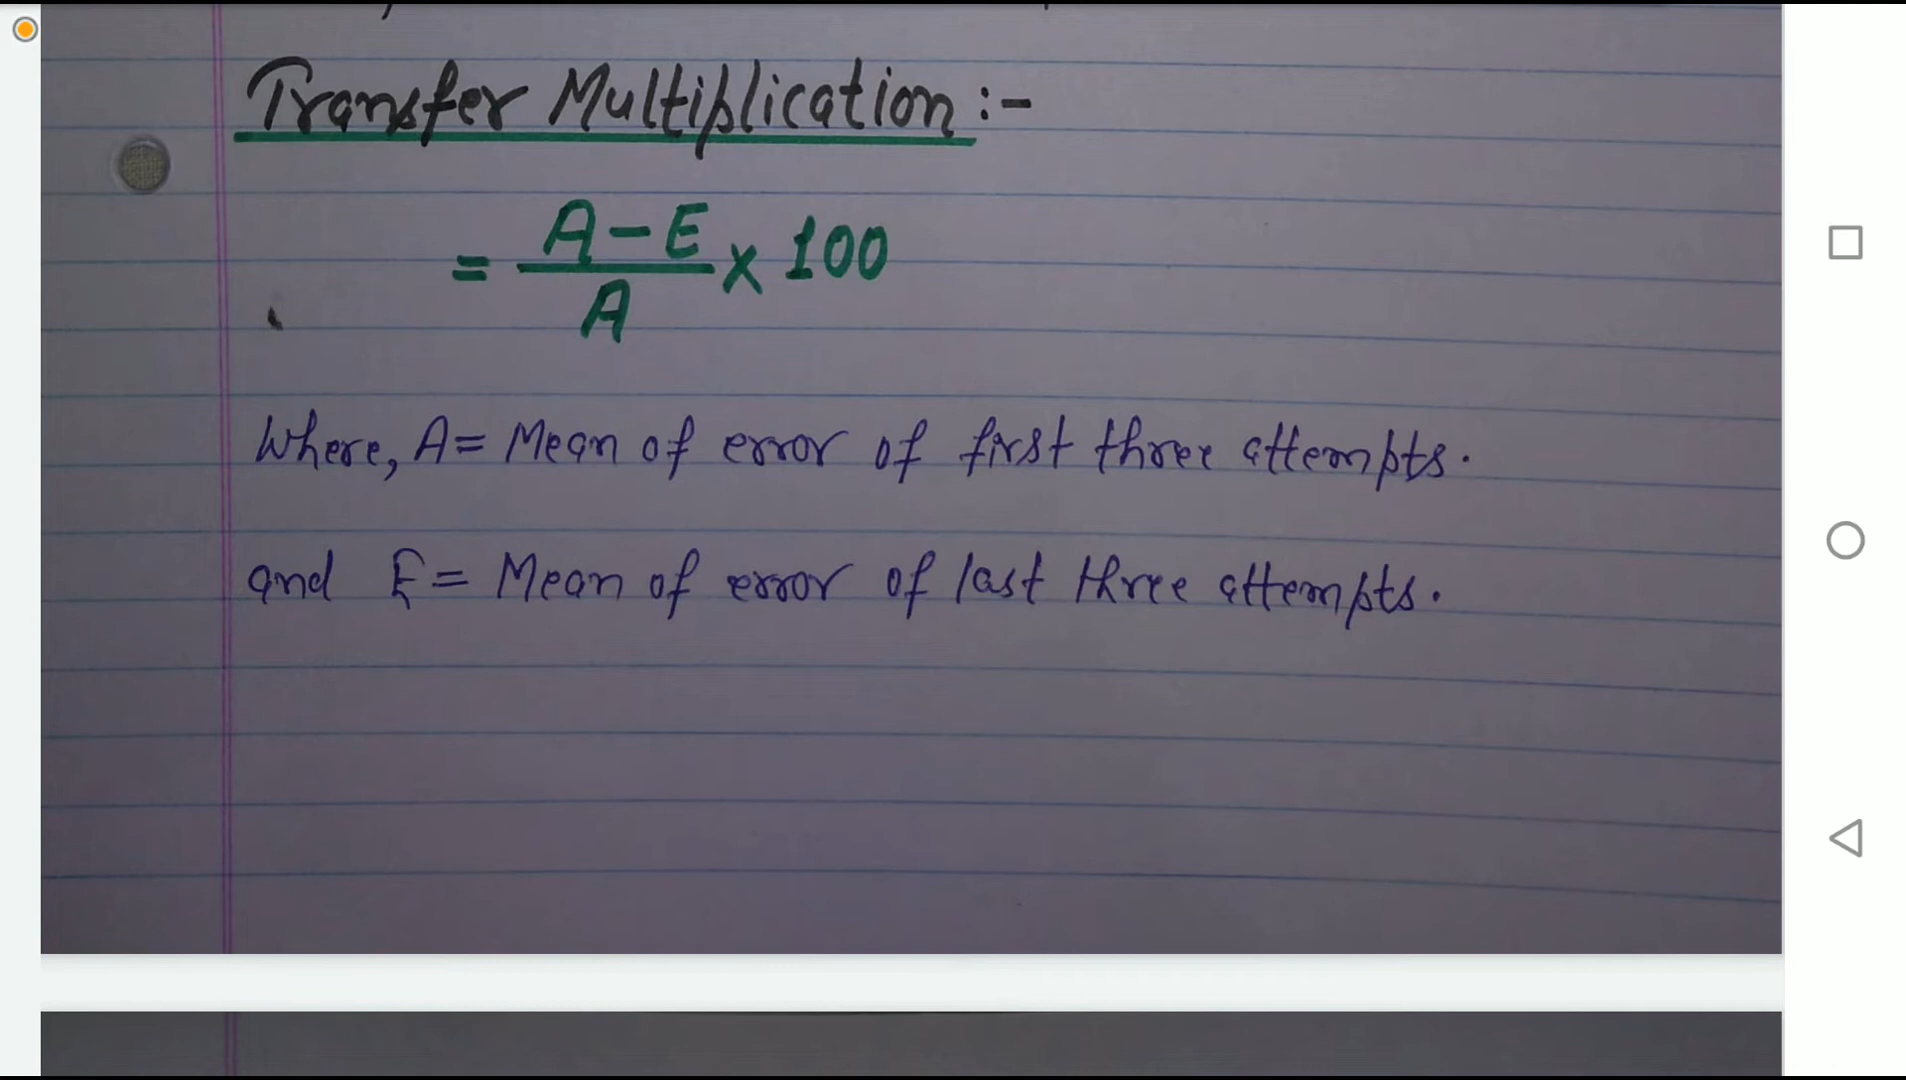 Transfer Multiplication :-
= A-E/A × 100
Where, A = Mean of error of first three attempts.
and E = Mean of error of last three attempts.